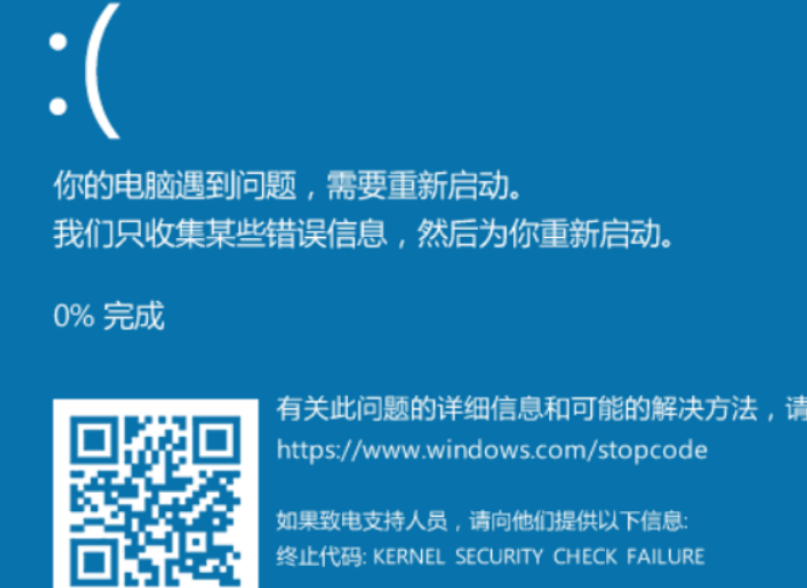 :(
你的电脑遇到问题，需要重新启动。
我们只收集某些错误信息，然后为你重新启动。
0% 完成
有关此问题的详细信息和可能的解决方法，请
https://www.windows.com/stopcode
如果致电支持人员，请向他们提供以下信息:
终止代码: KERNEL SECURITY CHECK FAILURE